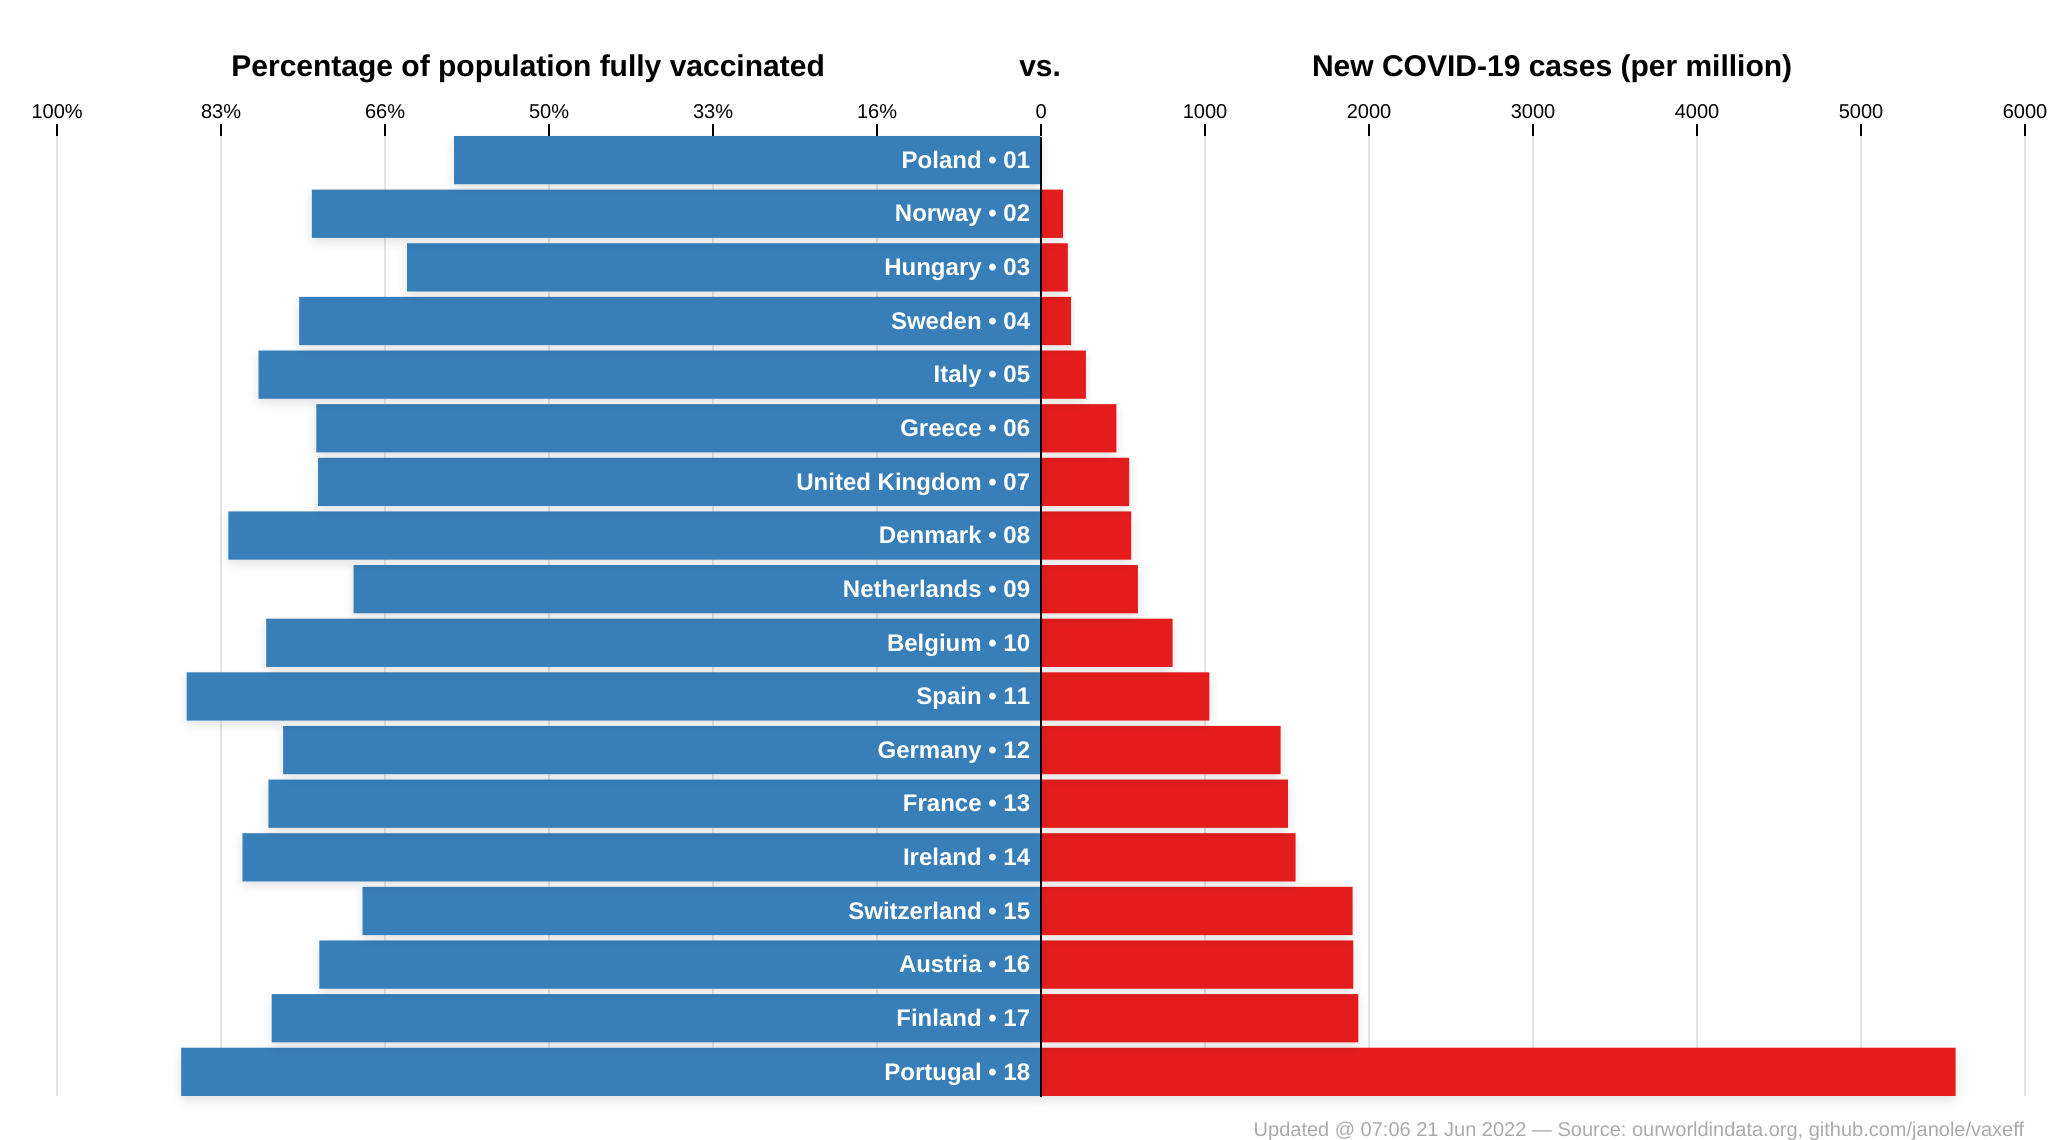 Percentage of population fully vaccinated vs. New COVID-19 cases (per million)
100% 83% 66% 50% 33% 16% 0 1000 2000 3000 4000 5000 6000
Poland • 01
Norway • 02
Hungary • 03
Sweden • 04
Italy • 05
Greece • 06
United Kingdom • 07
Denmark • 08
Netherlands • 09
Belgium • 10
Spain • 11
Germany • 12
France • 13
Ireland • 14
Switzerland • 15
Austria • 16
Finland • 17
Portugal • 18
Updated @ 07:06 21 Jun 2022 — Source: ourworldindata.org, github.com/janole/vaxeff